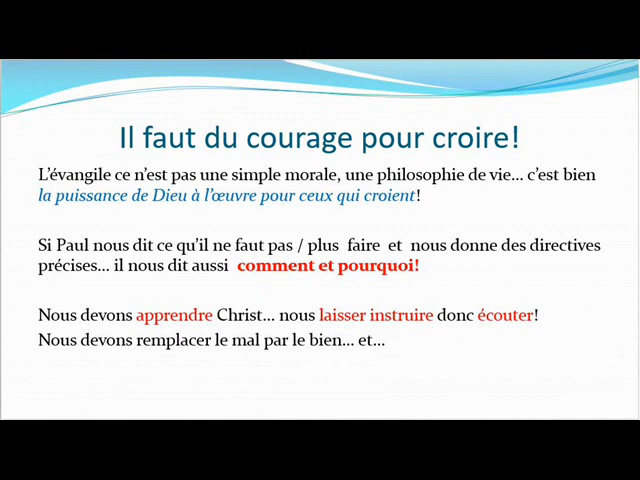 Il faut du courage pour croire!
L’évangile ce n’est pas une simple morale, une philosophie de vie… c’est bien
la puissance de Dieu à l’œuvre pour ceux qui croient!
Si Paul nous dit ce qu’il ne faut pas / plus faire et nous donne des directives
précises… il nous dit aussi comment et pourquoi!
Nous devons apprendre Christ… nous laisser instruire donc écouter!
Nous devons remplacer le mal par le bien… et…